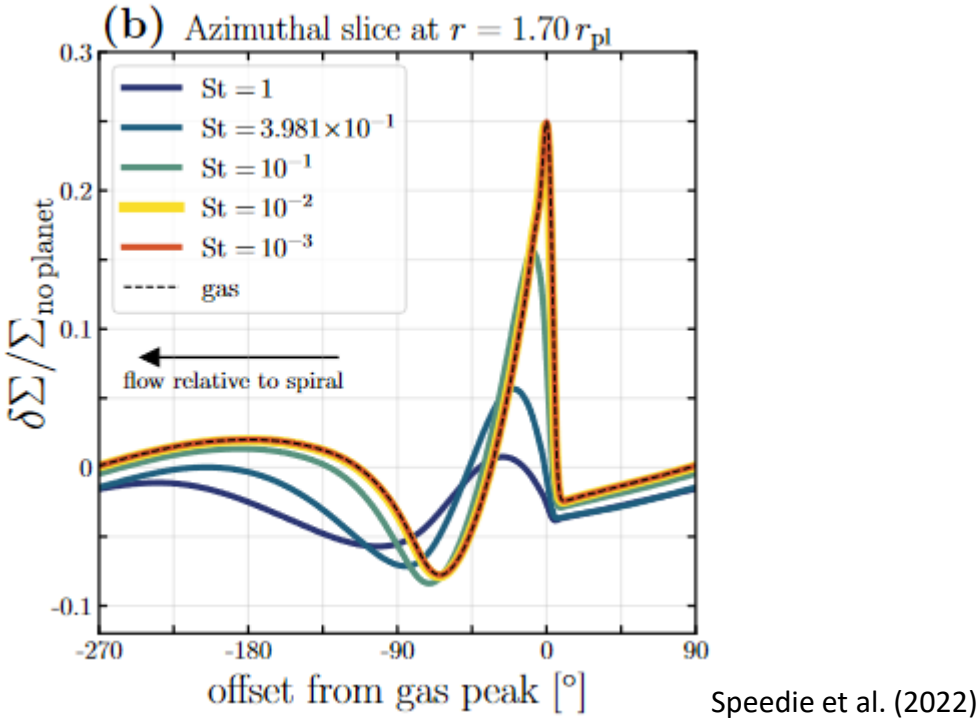 (b) Azimuthal slice at r = 1.70 r_pl
0.3
0.2
0.1
0
-0.1
δΣ/Σ_no planet
St = 1
St = 3.981×10⁻¹
St = 10⁻¹
St = 10⁻²
St = 10⁻³
gas
flow relative to spiral
-270
-180
-90
0
90
offset from gas peak [°]
Speedie et al. (2022)